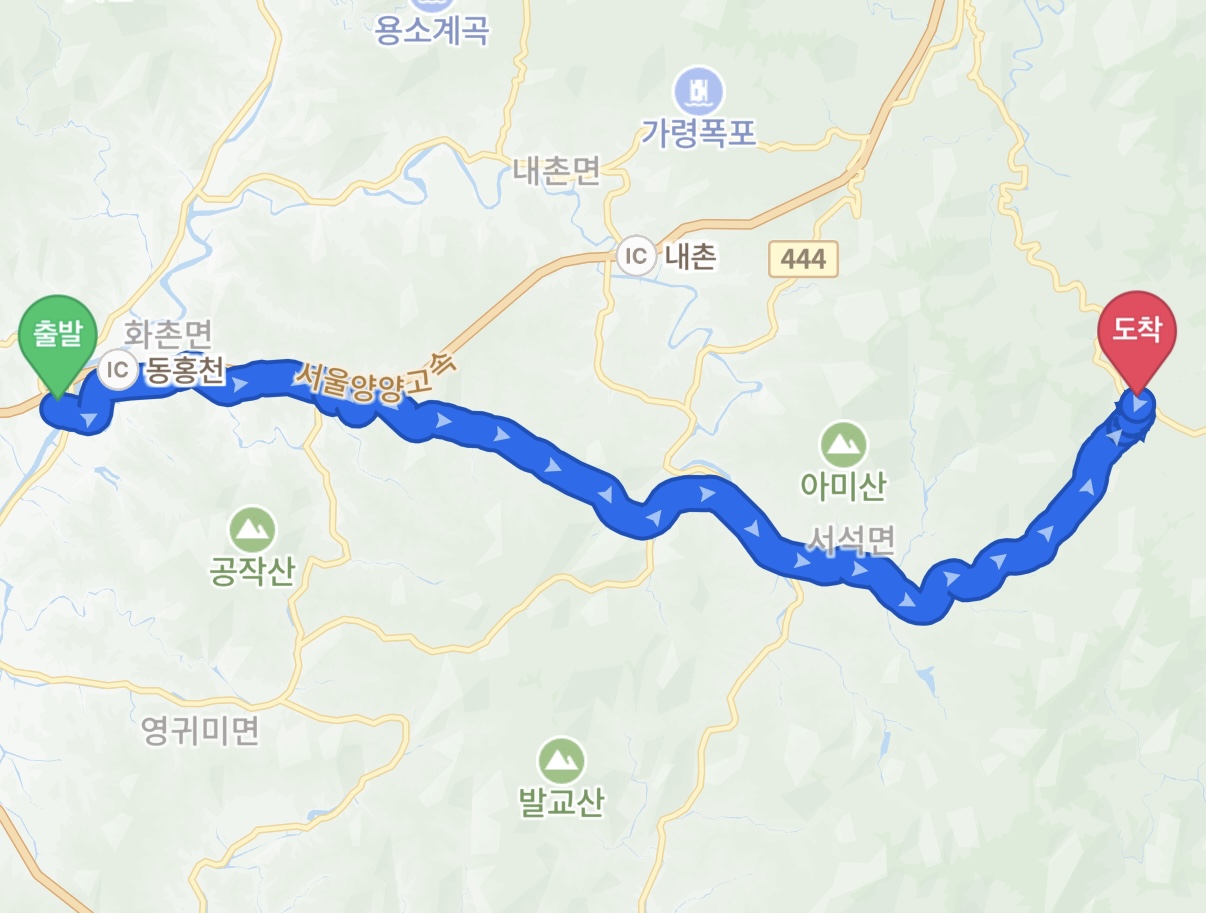 용소계곡
가령폭포
내촌면
IC 내촌
444
출발
화촌면
IC 동홍천
도착
서울양양고속
아미산
서석면
공작산
영귀미면
발교산